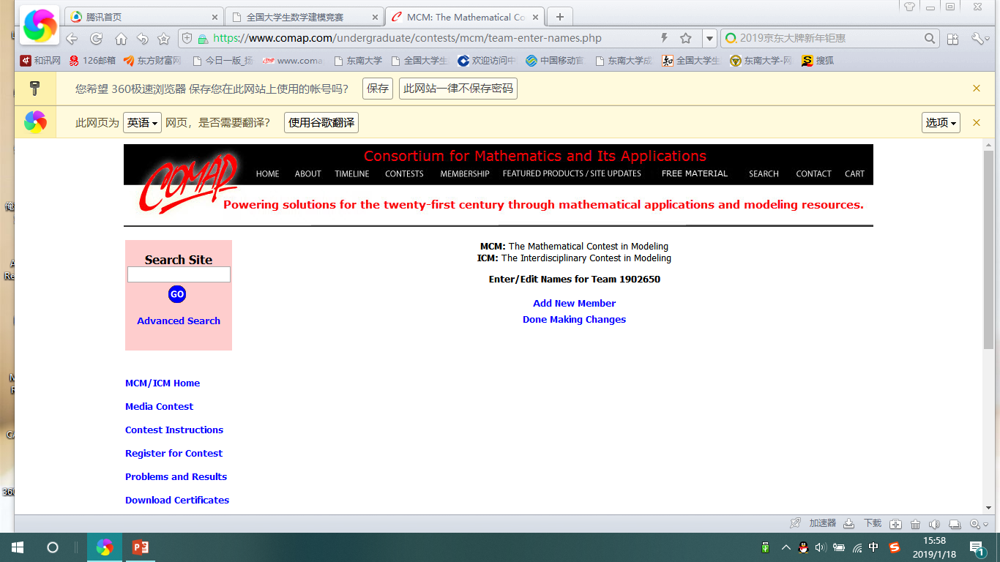 腾讯首页
全国大学生数学建模竞赛
MCM: The Mathematical Co
https://www.comap.com/undergraduate/contests/mcm/team-enter-names.php
2019京东大牌新年钜惠
和讯网
126邮箱
东方财富网
今日一版_扬
www.coma
东南大学
全国大学生
欢迎访问中
中国移动官
东南大学成
全国大学生
东南大学-网
搜狐
您希望 360极速浏览器 保存您在此网站上使用的帐号吗?
保存
此网站一律不保存密码
此网页为 英语 网页，是否需要翻译?
使用谷歌翻译
选项
Consortium for Mathematics and Its Applications
COMAP
HOME
ABOUT
TIMELINE
CONTESTS
MEMBERSHIP
FEATURED PRODUCTS / SITE UPDATES
FREE MATERIAL
SEARCH
CONTACT
CART
Powering solutions for the twenty-first century through mathematical applications and modeling resources.
Search Site
GO
Advanced Search
MCM: The Mathematical Contest in Modeling
ICM: The Interdisciplinary Contest in Modeling
Enter/Edit Names for Team 1902650
Add New Member
Done Making Changes
MCM/ICM Home
Media Contest
Contest Instructions
Register for Contest
Problems and Results
Download Certificates
加速器
下载
中
15:58
2019/1/18
1